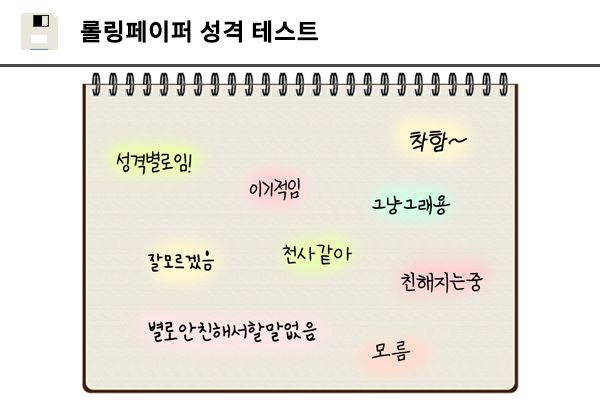 롤링페이퍼 성격 테스트
착함~
성격별로임!
이기적임
그냥그래용
잘모르겠음
천사같아
친해지는중
별로안친해서할말없음
모름